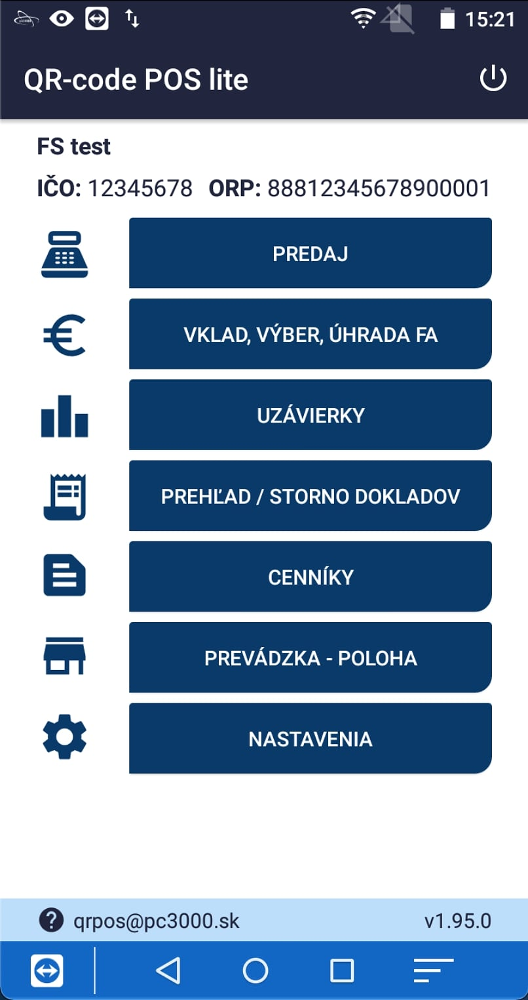 15:21
QR-code POS lite
FS test
IČO: 12345678 ORP: 88812345678900001
PREDAJ
VKLAD, VÝBER, ÚHRADA FA
UZÁVIERKY
PREHĽAD / STORNO DOKLADOV
CENNÍKY
PREVÁDZKA - POLOHA
NASTAVENIA
qrpos@pc3000.sk v1.95.0